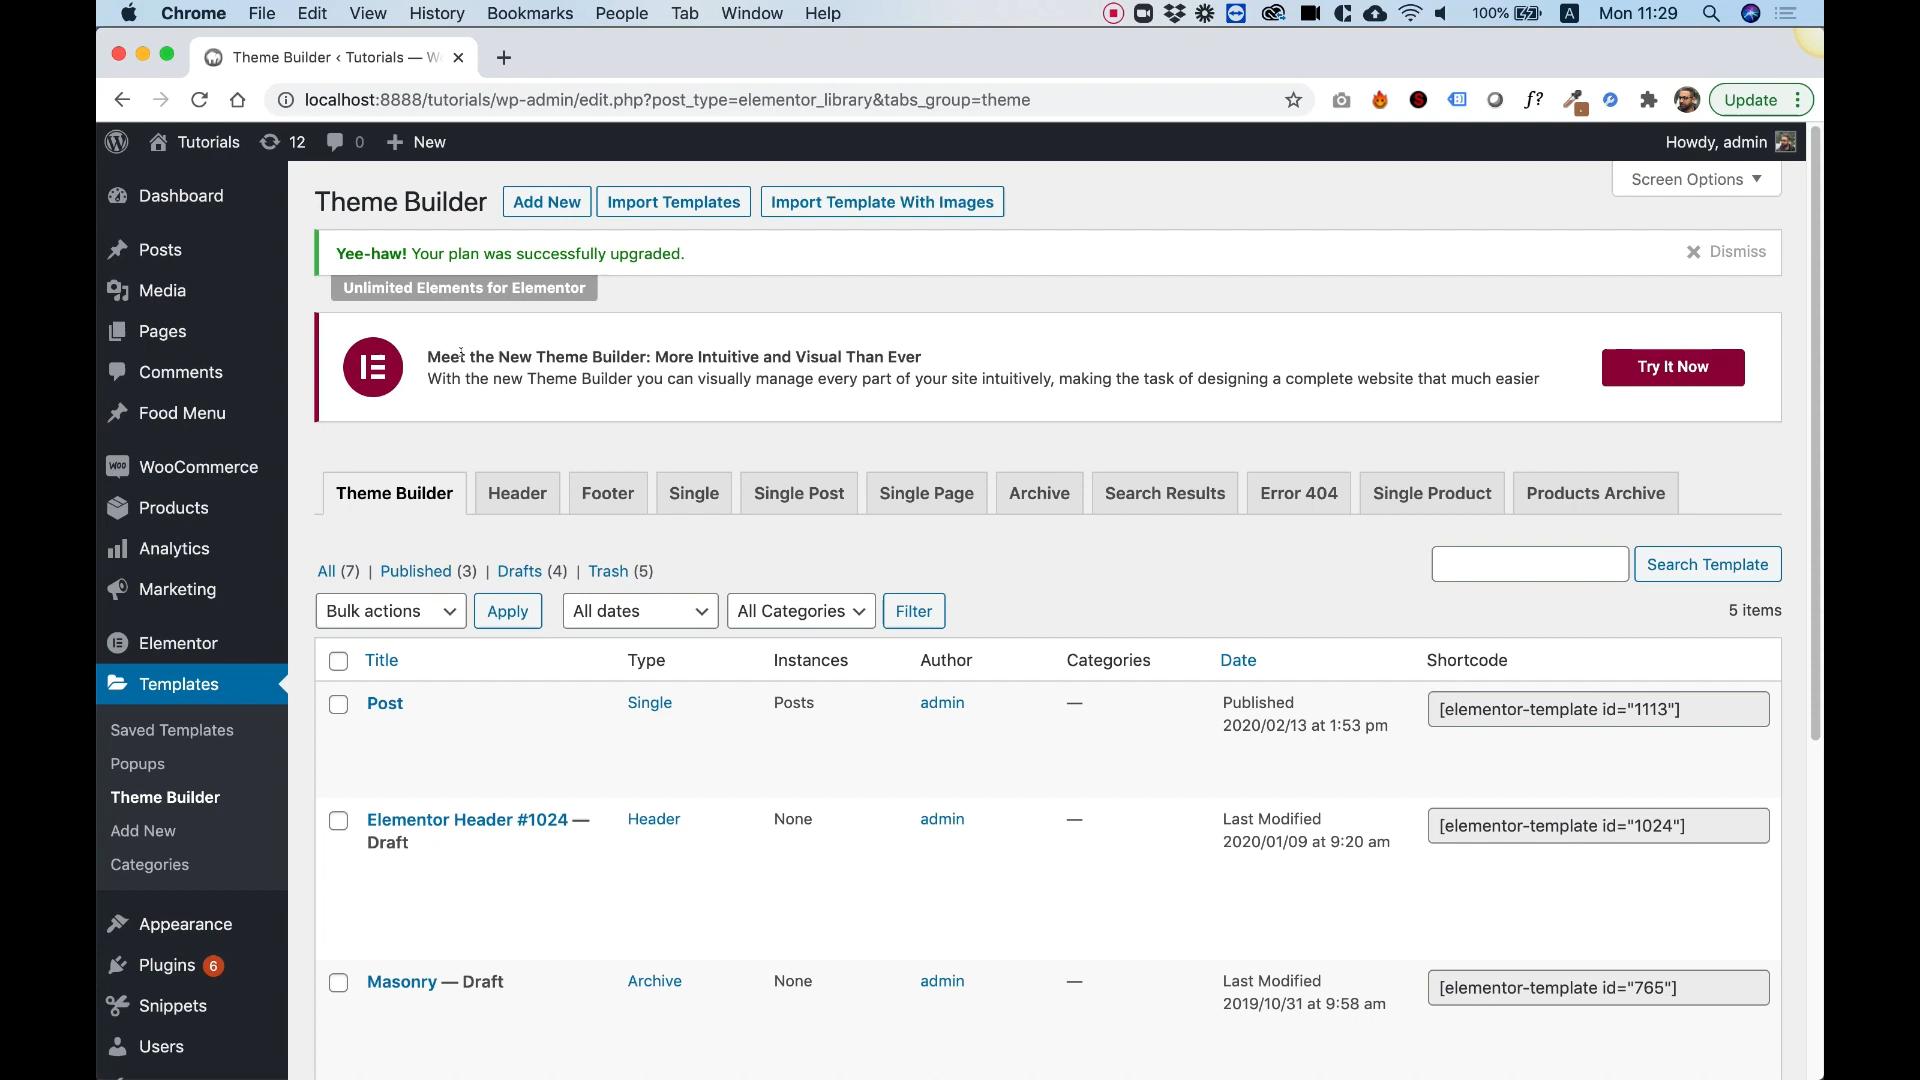 Chrome File Edit View History Bookmarks People Tab Window Help 100% A Mon 11:29
Theme Builder ‹ Tutorials — W
localhost:8888/tutorials/wp-admin/edit.php?post_type=elementor_library&tabs_group=theme f? Update
Tutorials 12 0 New Howdy, admin
Screen Options
Theme Builder Add New Import Templates Import Template With Images
Yee-haw! Your plan was successfully upgraded. Dismiss
Unlimited Elements for Elementor
Meet the New Theme Builder: More Intuitive and Visual Than Ever
With the new Theme Builder you can visually manage every part of your site intuitively, making the task of designing a complete website that much easier
Try It Now
Dashboard
Posts
Media
Pages
Comments
Food Menu
WooCommerce
Products
Analytics
Marketing
Elementor
Templates
Saved Templates
Popups
Theme Builder
Add New
Categories
Appearance
Plugins 6
Snippets
Users
Theme Builder Header Footer Single Single Post Single Page Archive Search Results Error 404 Single Product Products Archive
All (7) | Published (3) | Drafts (4) | Trash (5)
Search Template
Bulk actions Apply All dates All Categories Filter 5 items
Title Type Instances Author Categories Date Shortcode
Post Single Posts admin — Published [elementor-template id="1113"]
2020/02/13 at 1:53 pm
Elementor Header #1024 — Header None admin — Last Modified [elementor-template id="1024"]
Draft 2020/01/09 at 9:20 am
Masonry — Draft Archive None admin — Last Modified [elementor-template id="765"]
2019/10/31 at 9:58 am